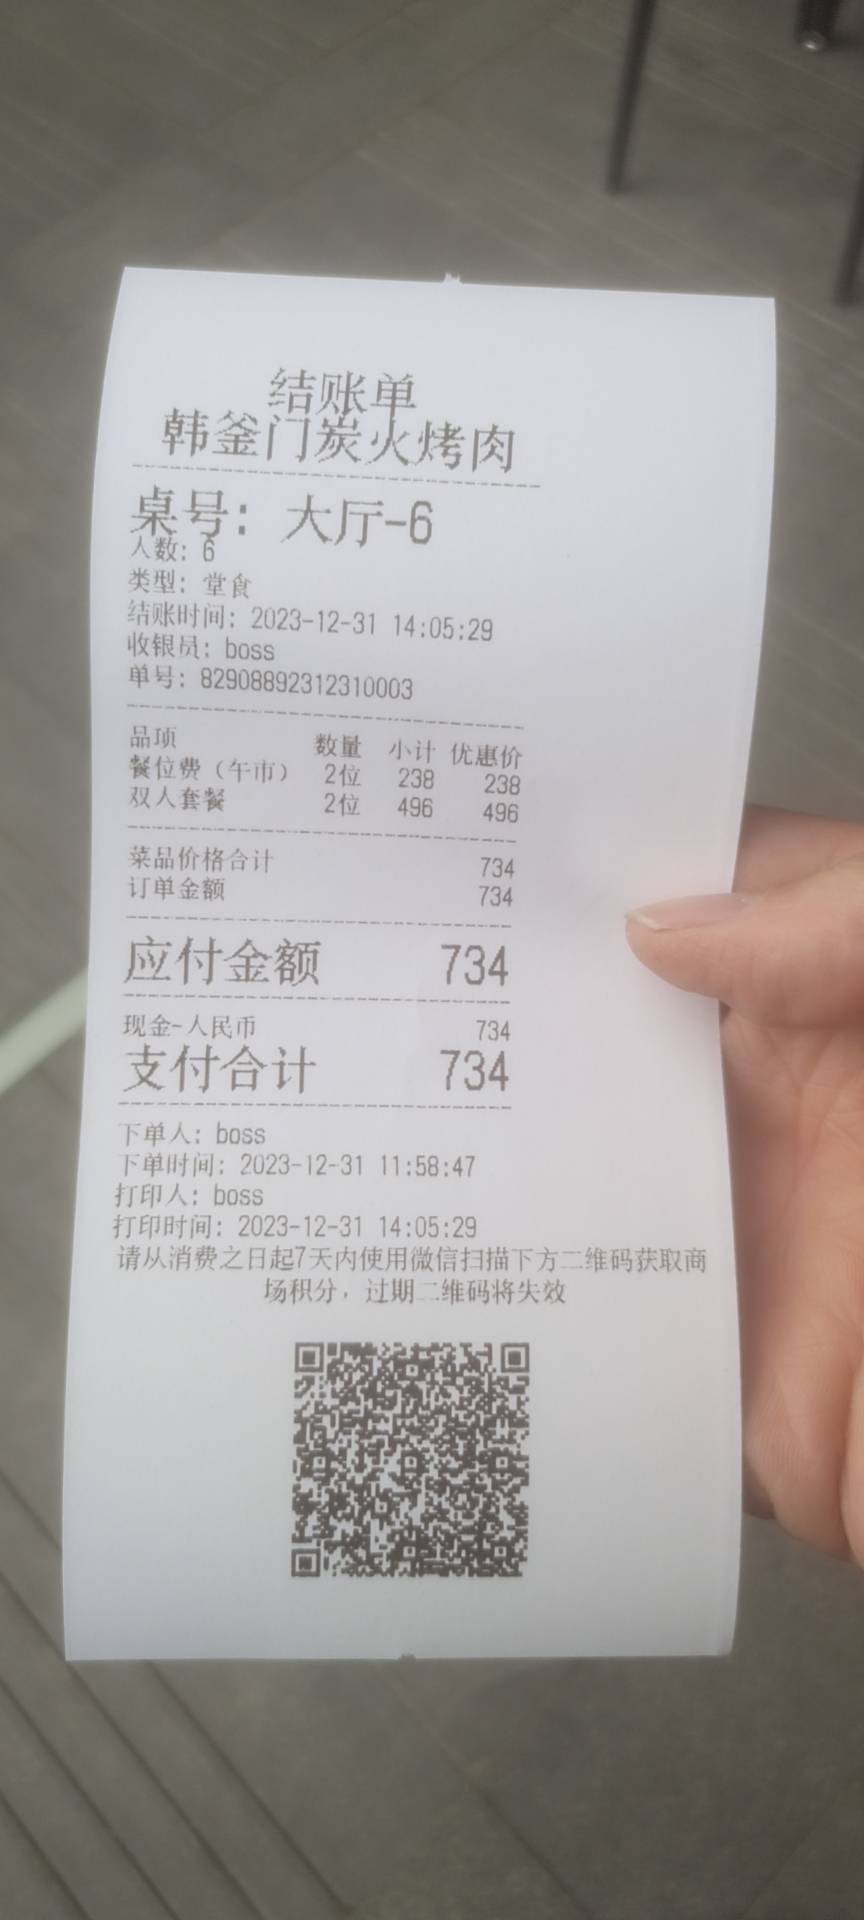 结账单
韩釜门炭火烤肉
桌号：大厅-6
人数：6
类型：堂食
结账时间：2023-12-31 14:05:29
收银员：boss
单号：82908892312310003
品项 数量 小计 优惠价
餐位费（午市） 2位 238 238
双人套餐 2位 496 496
菜品价格合计 734
订单金额 734
应付金额 734
现金-人民币 734
支付合计 734
下单人：boss
下单时间：2023-12-31 11:58:47
打印人：boss
打印时间：2023-12-31 14:05:29
请从消费之日起7天内使用微信扫描下方二维码获取商
场积分，过期二维码将失效